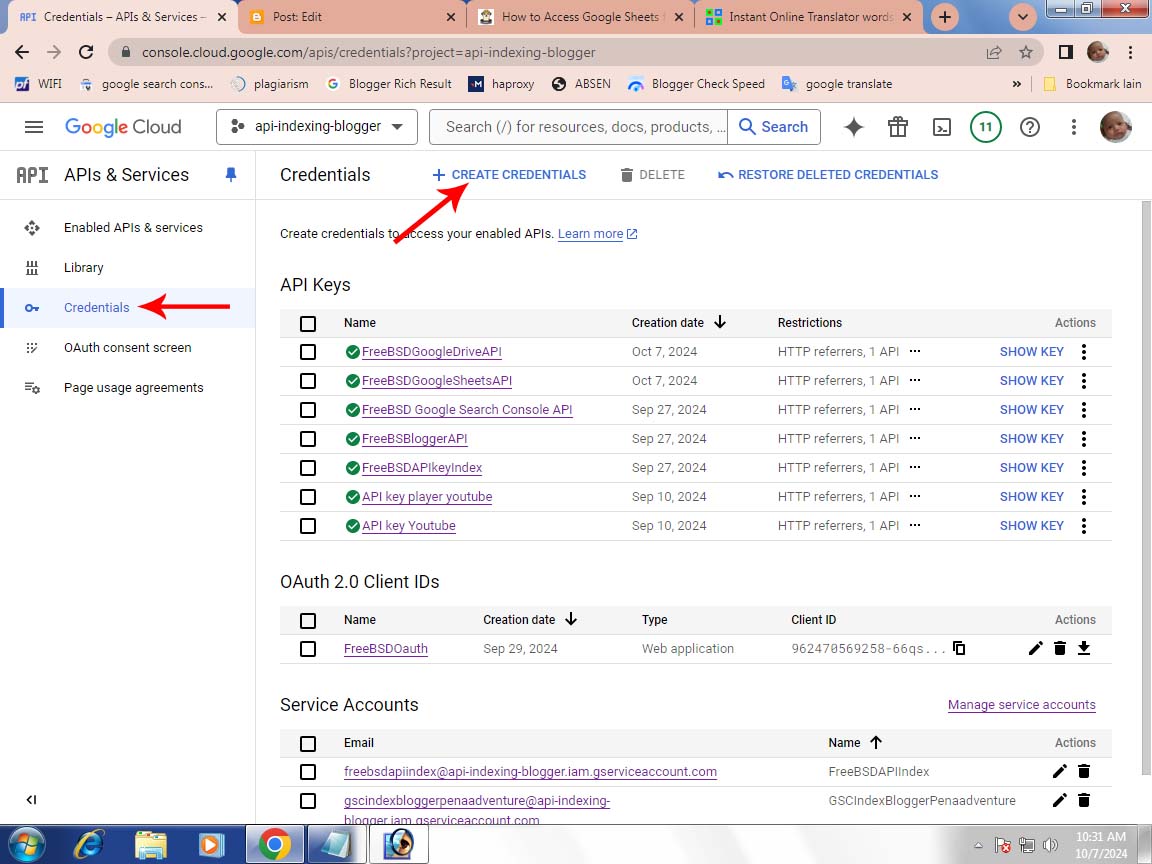 API Credentials – APIs & Services –
Post: Edit
How to Access Google Sheets
Instant Online Translator words
console.cloud.google.com/apis/credentials?project=api-indexing-blogger
WIFI
google search cons...
plagiarism
Blogger Rich Result
haproxy
ABSEN
Blogger Check Speed
google translate
»
Bookmark lain
Google Cloud
api-indexing-blogger
Search (/) for resources, docs, products, ...
Search
11
API APIs & Services
Credentials
+ CREATE CREDENTIALS
DELETE
RESTORE DELETED CREDENTIALS
Enabled APIs & services
Library
Credentials
OAuth consent screen
Page usage agreements
Create credentials to access your enabled APIs. Learn more
API Keys
Name Creation date Restrictions Actions
FreeBSDGoogleDriveAPI Oct 7, 2024 HTTP referrers, 1 API ... SHOW KEY
FreeBSDGoogleSheetsAPI Oct 7, 2024 HTTP referrers, 1 API ... SHOW KEY
FreeBSD Google Search Console API Sep 27, 2024 HTTP referrers, 1 API ... SHOW KEY
FreeBSBloggerAPI Sep 27, 2024 HTTP referrers, 1 API ... SHOW KEY
FreeBSDAPIkeyIndex Sep 27, 2024 HTTP referrers, 1 API ... SHOW KEY
API key player youtube Sep 10, 2024 HTTP referrers, 1 API ... SHOW KEY
API key Youtube Sep 10, 2024 HTTP referrers, 1 API ... SHOW KEY
OAuth 2.0 Client IDs
Name Creation date Type Client ID Actions
FreeBSDOauth Sep 29, 2024 Web application 962470569258-66qs...
Service Accounts
Manage service accounts
Email Name Actions
freebsdapiindex@api-indexing-blogger.iam.gserviceaccount.com FreeBSDAPIIndex
gscindexbloggerpenaadventure@api-indexing- GSCIndexBloggerPenaadventure
blogger.iam.gserviceaccount.com
10:31 AM
10/7/2024